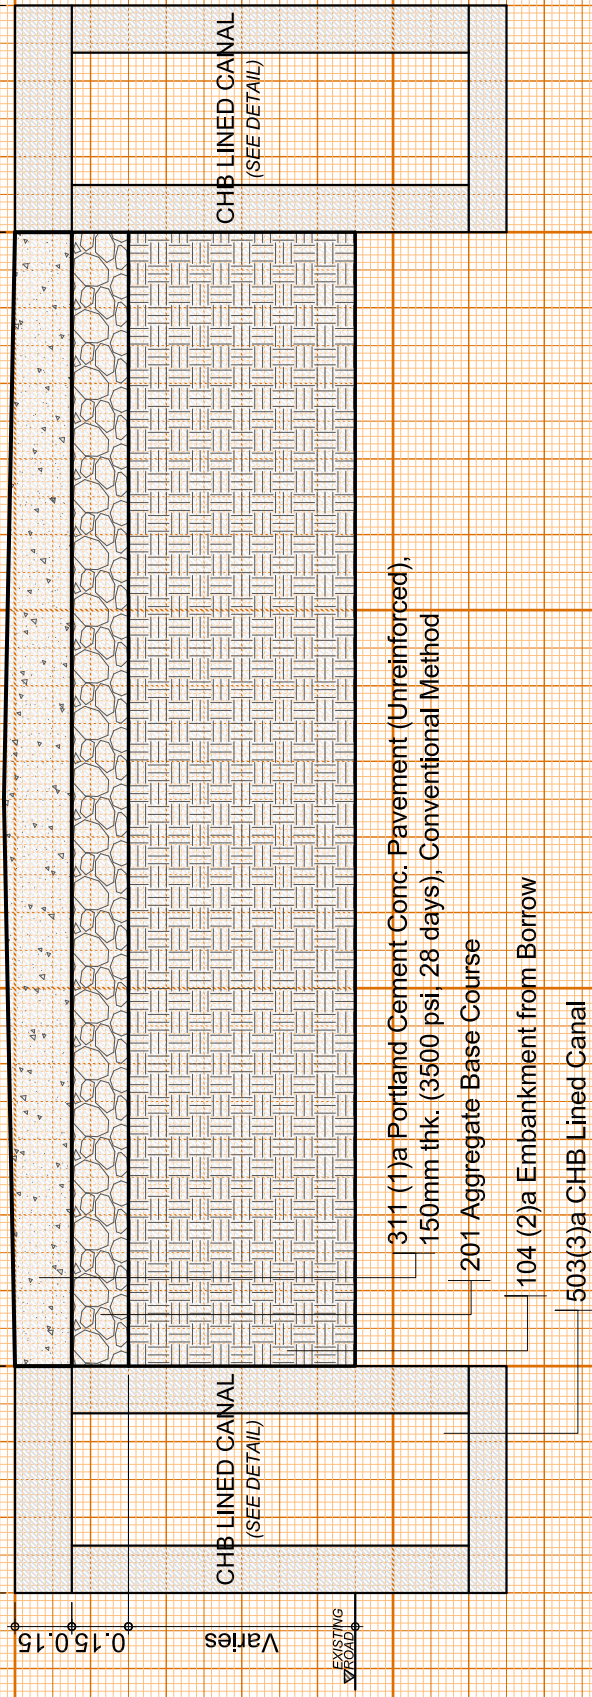 CHB LINED CANAL
(SEE DETAIL)
CHB LINED CANAL
(SEE DETAIL)
0.15
0.15
Varies
EXISTING
ROAD
311 (1)a Portland Cement Conc. Pavement (Unreinforced),
150mm thk. (3500 psi, 28 days), Conventional Method
201 Aggregate Base Course
104 (2)a Embankment from Borrow
503(3)a CHB Lined Canal